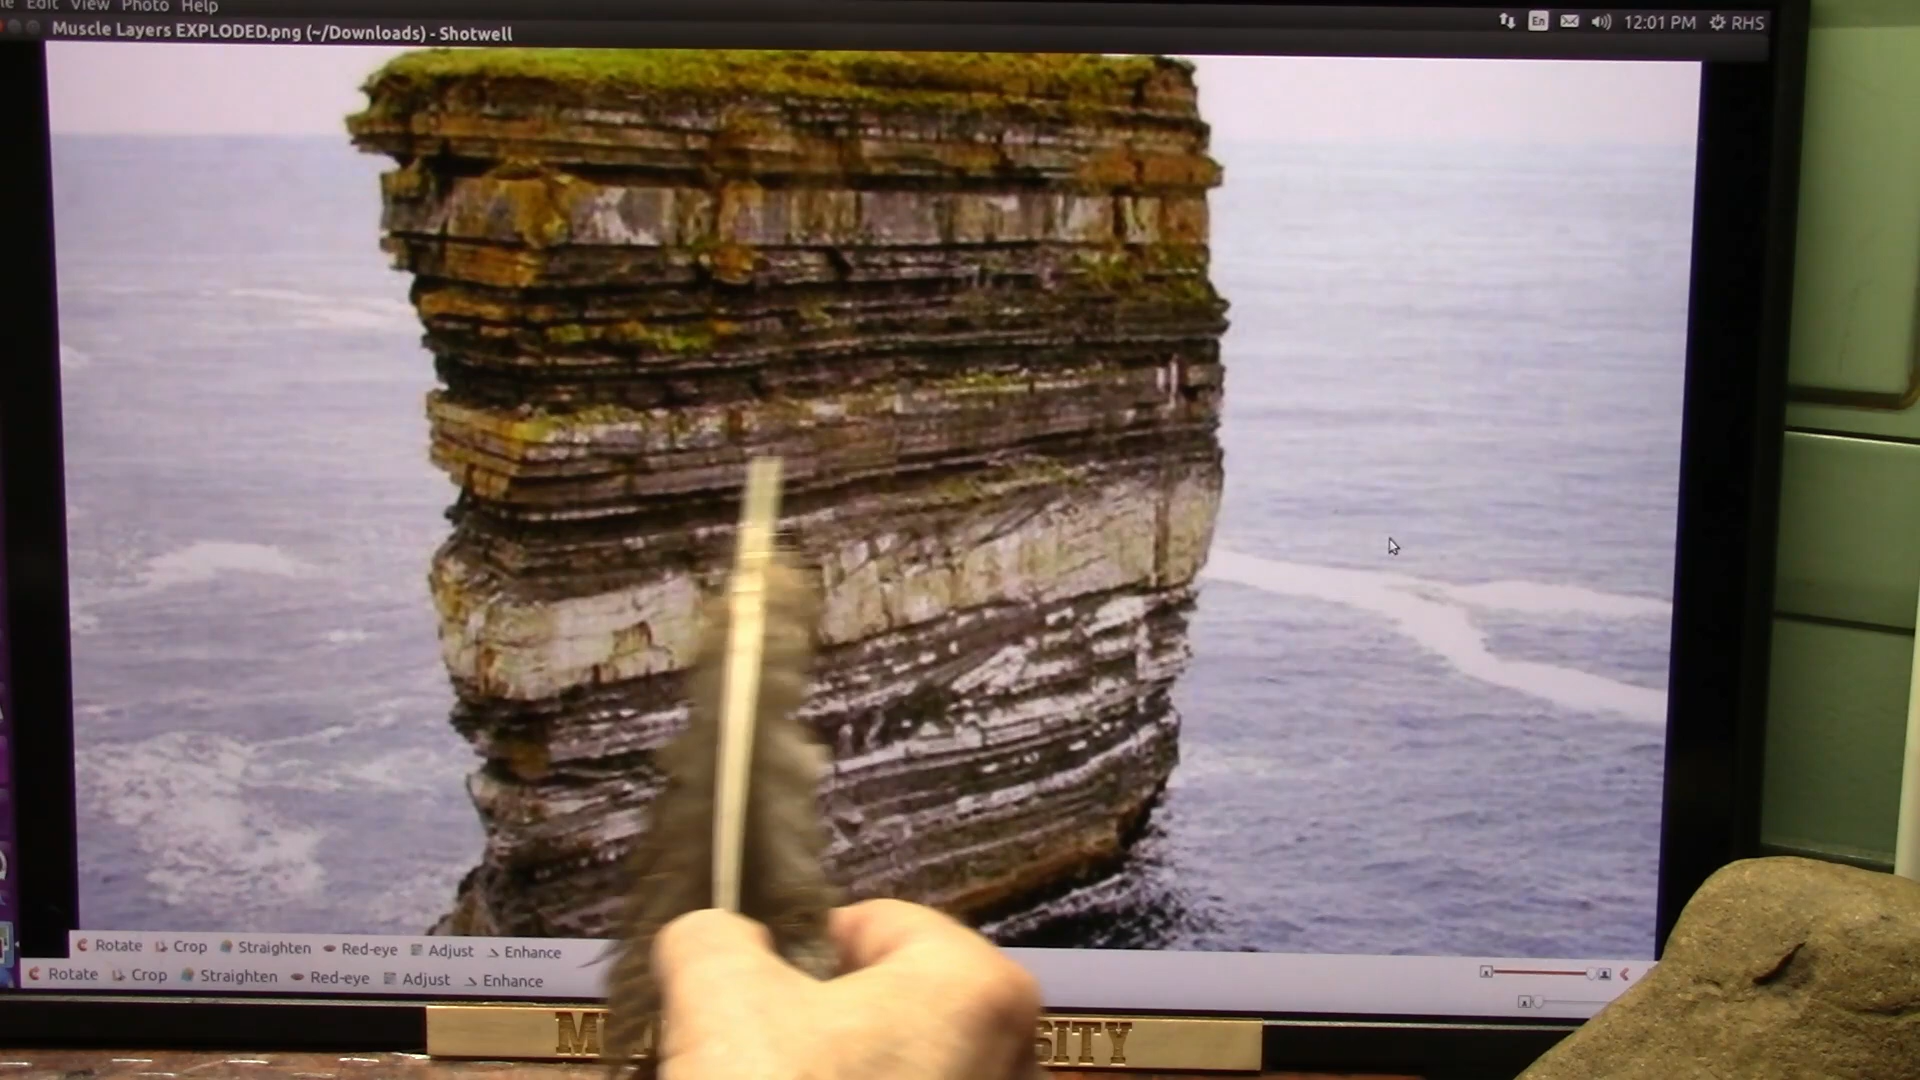 Edit View Photo Help
Muscle Layers EXPLODED.png (~/Downloads) - Shotwell
En 12:01 PM RHS
Rotate Crop Straighten Red-eye Adjust Enhance
Rotate Crop Straighten Red-eye Adjust Enhance